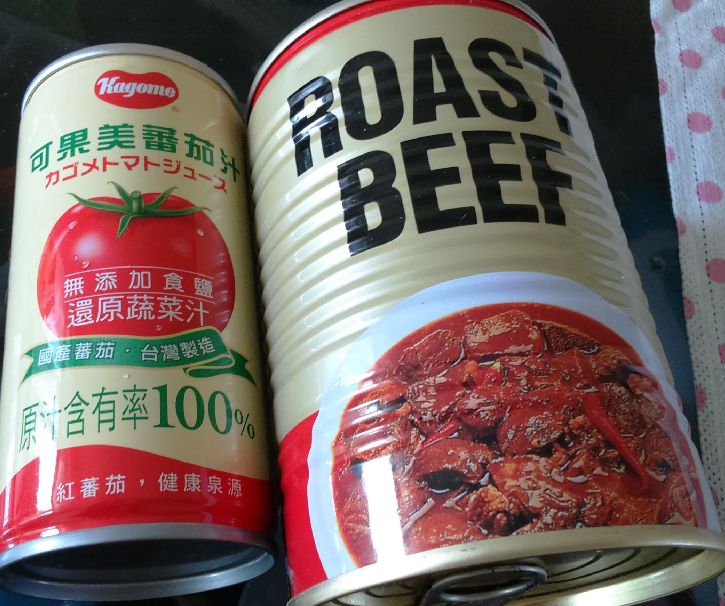 Kagome
可果美蕃茄汁
カゴメトマトジュース
無添加食鹽
還原蔬菜汁
國產蕃茄・台灣製造
原汁含有率100%
紅蕃茄，健康泉源
ROAST
BEEF